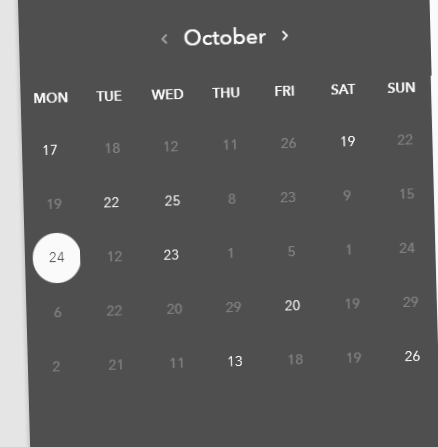 ‹ October ›
MON TUE WED THU FRI SAT SUN
17 18 12 11 26 19 22
19 22 25 8 23 9 15
24 12 23 1 5 1 24
6 22 20 29 20 19 29
2 21 11 13 18 19 26